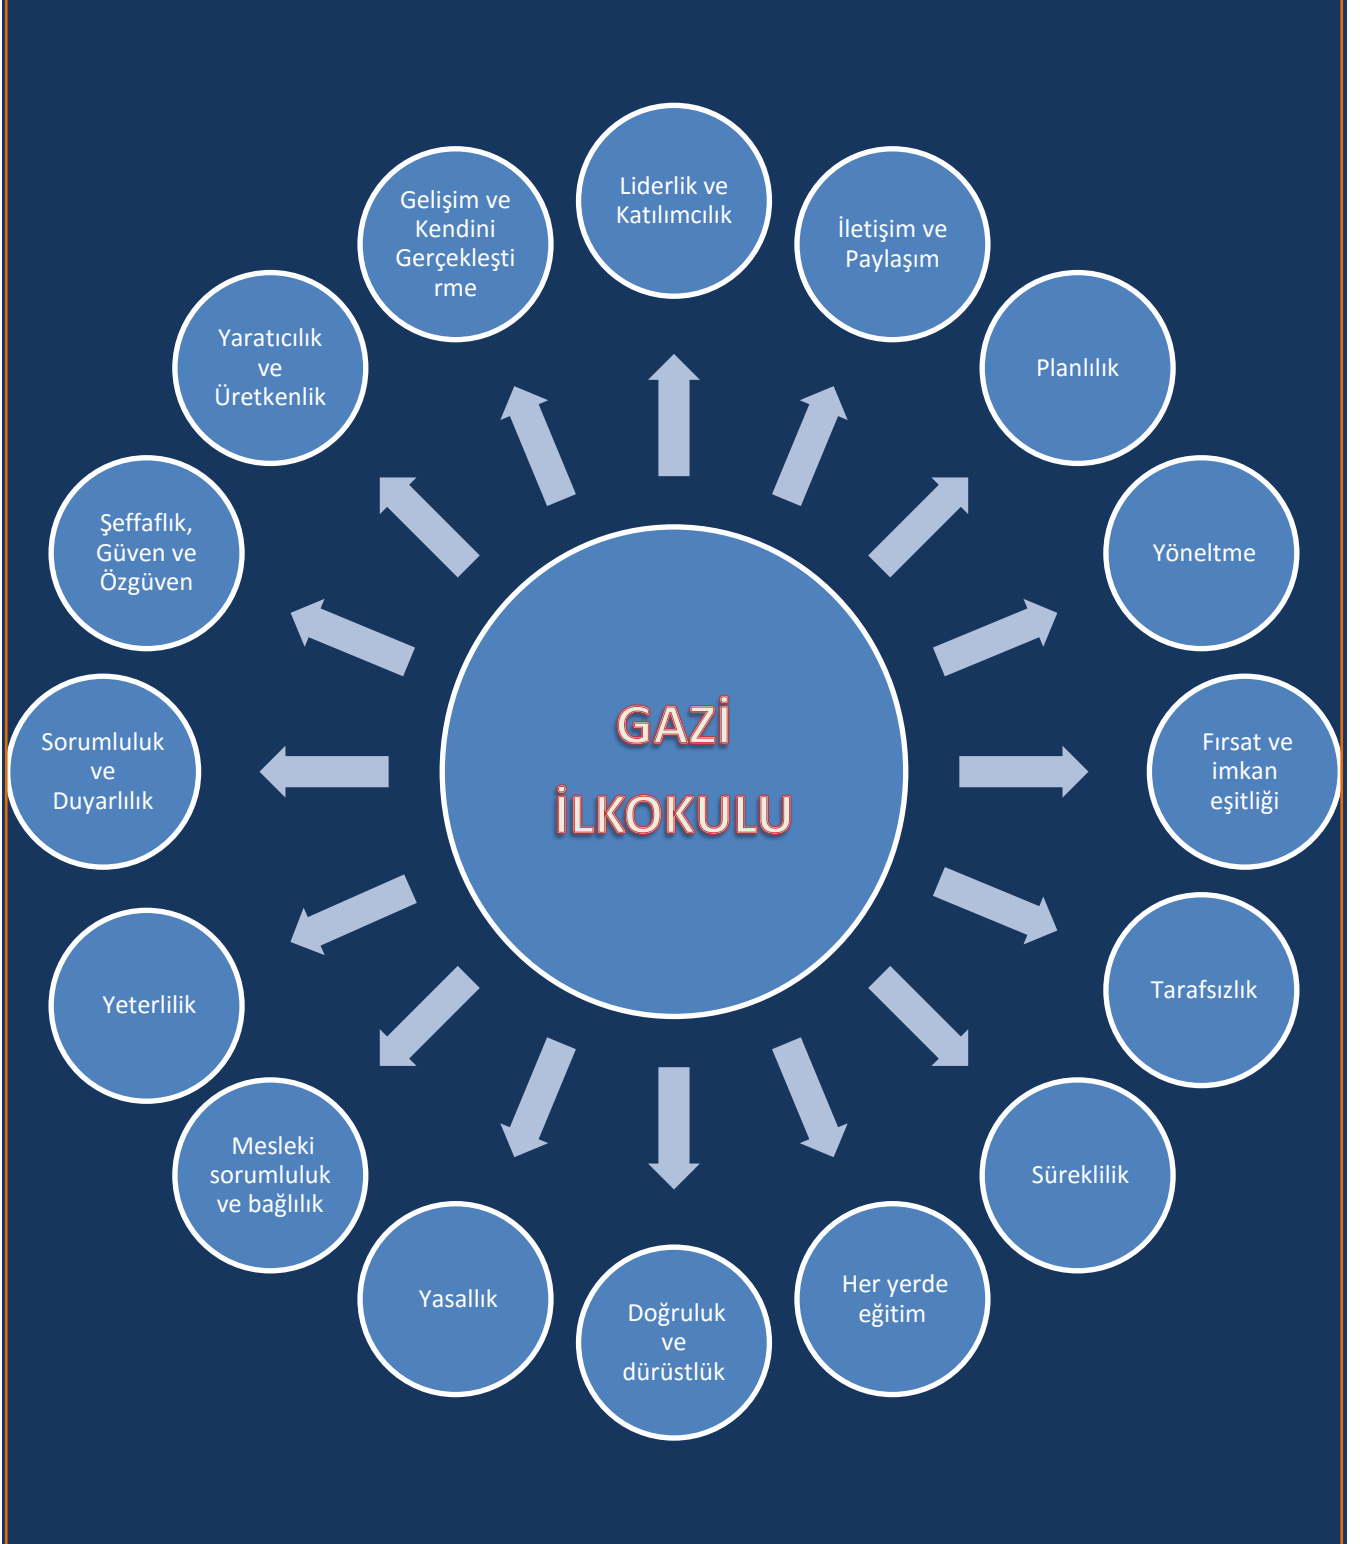 Liderlik ve
Katılımcılık
İletişim ve
Paylaşım
Planlılık
Yöneltme
Fırsat ve
imkan
eşitliği
Tarafsızlık
Süreklilik
Her yerde
eğitim
Doğruluk
ve
dürüstlük
Yasallık
Mesleki
sorumluluk
ve bağlılık
Yeterlilik
Sorumluluk
ve
Duyarlılık
Şeffaflık,
Güven ve
Özgüven
Yaratıcılık
ve
Üretkenlik
Gelişim ve
Kendini
Gerçekleşti
rme
GAZİ
İLKOKULU